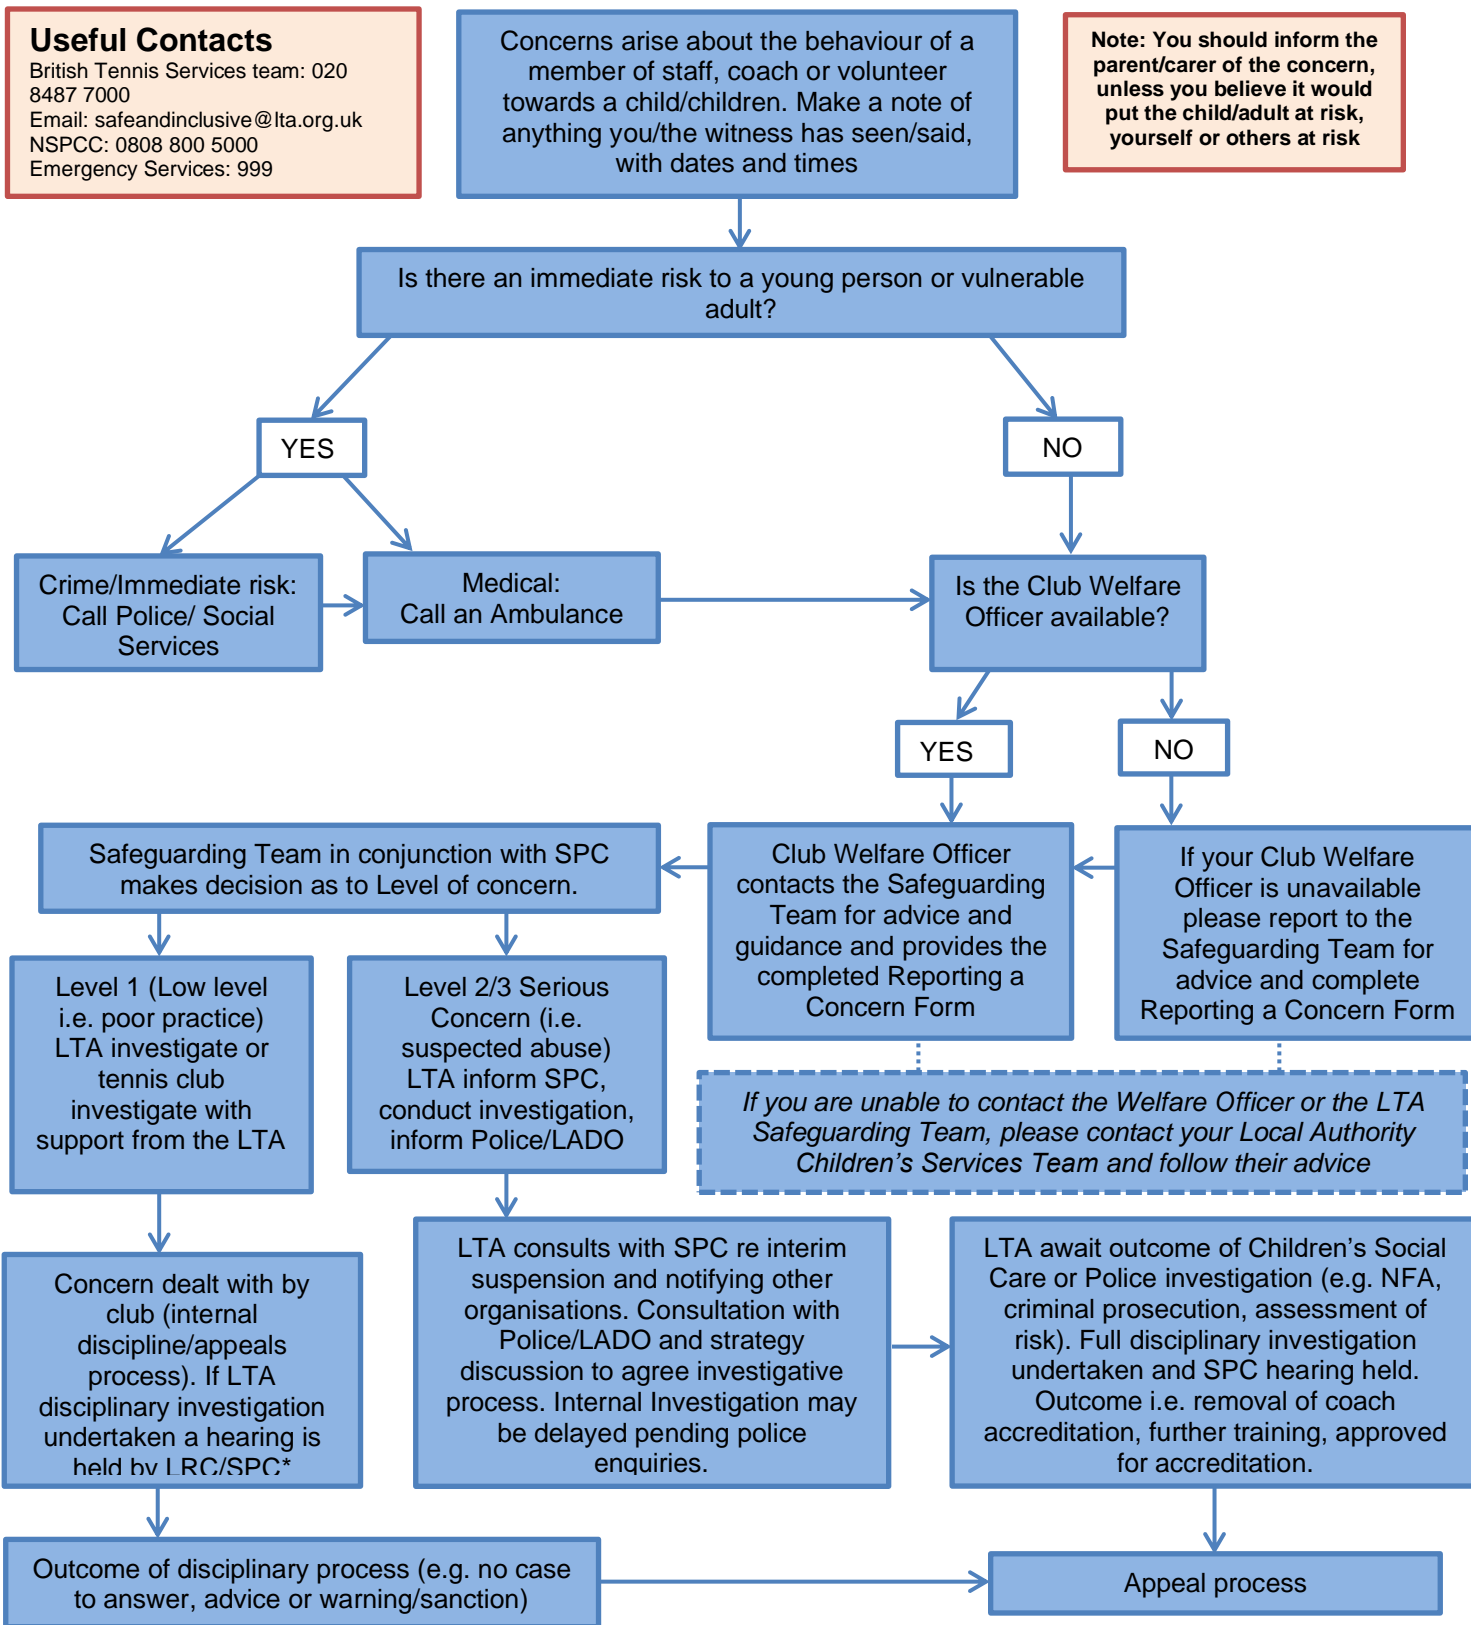 Useful Contacts
British Tennis Services team: 020
8487 7000
Email: safeandinclusive@lta.org.uk
NSPCC: 0808 800 5000
Emergency Services: 999
Concerns arise about the behaviour of a
member of staff, coach or volunteer
towards a child/children. Make a note of
anything you/the witness has seen/said,
with dates and times
Note: You should inform the
parent/carer of the concern,
unless you believe it would
put the child/adult at risk,
yourself or others at risk
Is there an immediate risk to a young person or vulnerable
adult?
YES
NO
Crime/Immediate risk:
Call Police/ Social
Services
Medical:
Call an Ambulance
Is the Club Welfare
Officer available?
YES
NO
Safeguarding Team in conjunction with SPC
makes decision as to Level of concern.
Club Welfare Officer
contacts the Safeguarding
Team for advice and
guidance and provides the
completed Reporting a
Concern Form
If your Club Welfare
Officer is unavailable
please report to the
Safeguarding Team for
advice and complete
Reporting a Concern Form
Level 1 (Low level
i.e. poor practice)
LTA investigate or
tennis club
investigate with
support from the LTA
Level 2/3 Serious
Concern (i.e.
suspected abuse)
LTA inform SPC,
conduct investigation,
inform Police/LADO
If you are unable to contact the Welfare Officer or the LTA
Safeguarding Team, please contact your Local Authority
Children’s Services Team and follow their advice
Concern dealt with by
club (internal
discipline/appeals
process). If LTA
disciplinary investigation
undertaken a hearing is
held by LRC/SPC*
LTA consults with SPC re interim
suspension and notifying other
organisations. Consultation with
Police/LADO and strategy
discussion to agree investigative
process. Internal Investigation may
be delayed pending police
enquiries.
LTA await outcome of Children’s Social
Care or Police investigation (e.g. NFA,
criminal prosecution, assessment of
risk). Full disciplinary investigation
undertaken and SPC hearing held.
Outcome i.e. removal of coach
accreditation, further training, approved
for accreditation.
Outcome of disciplinary process (e.g. no case
to answer, advice or warning/sanction)
Appeal process